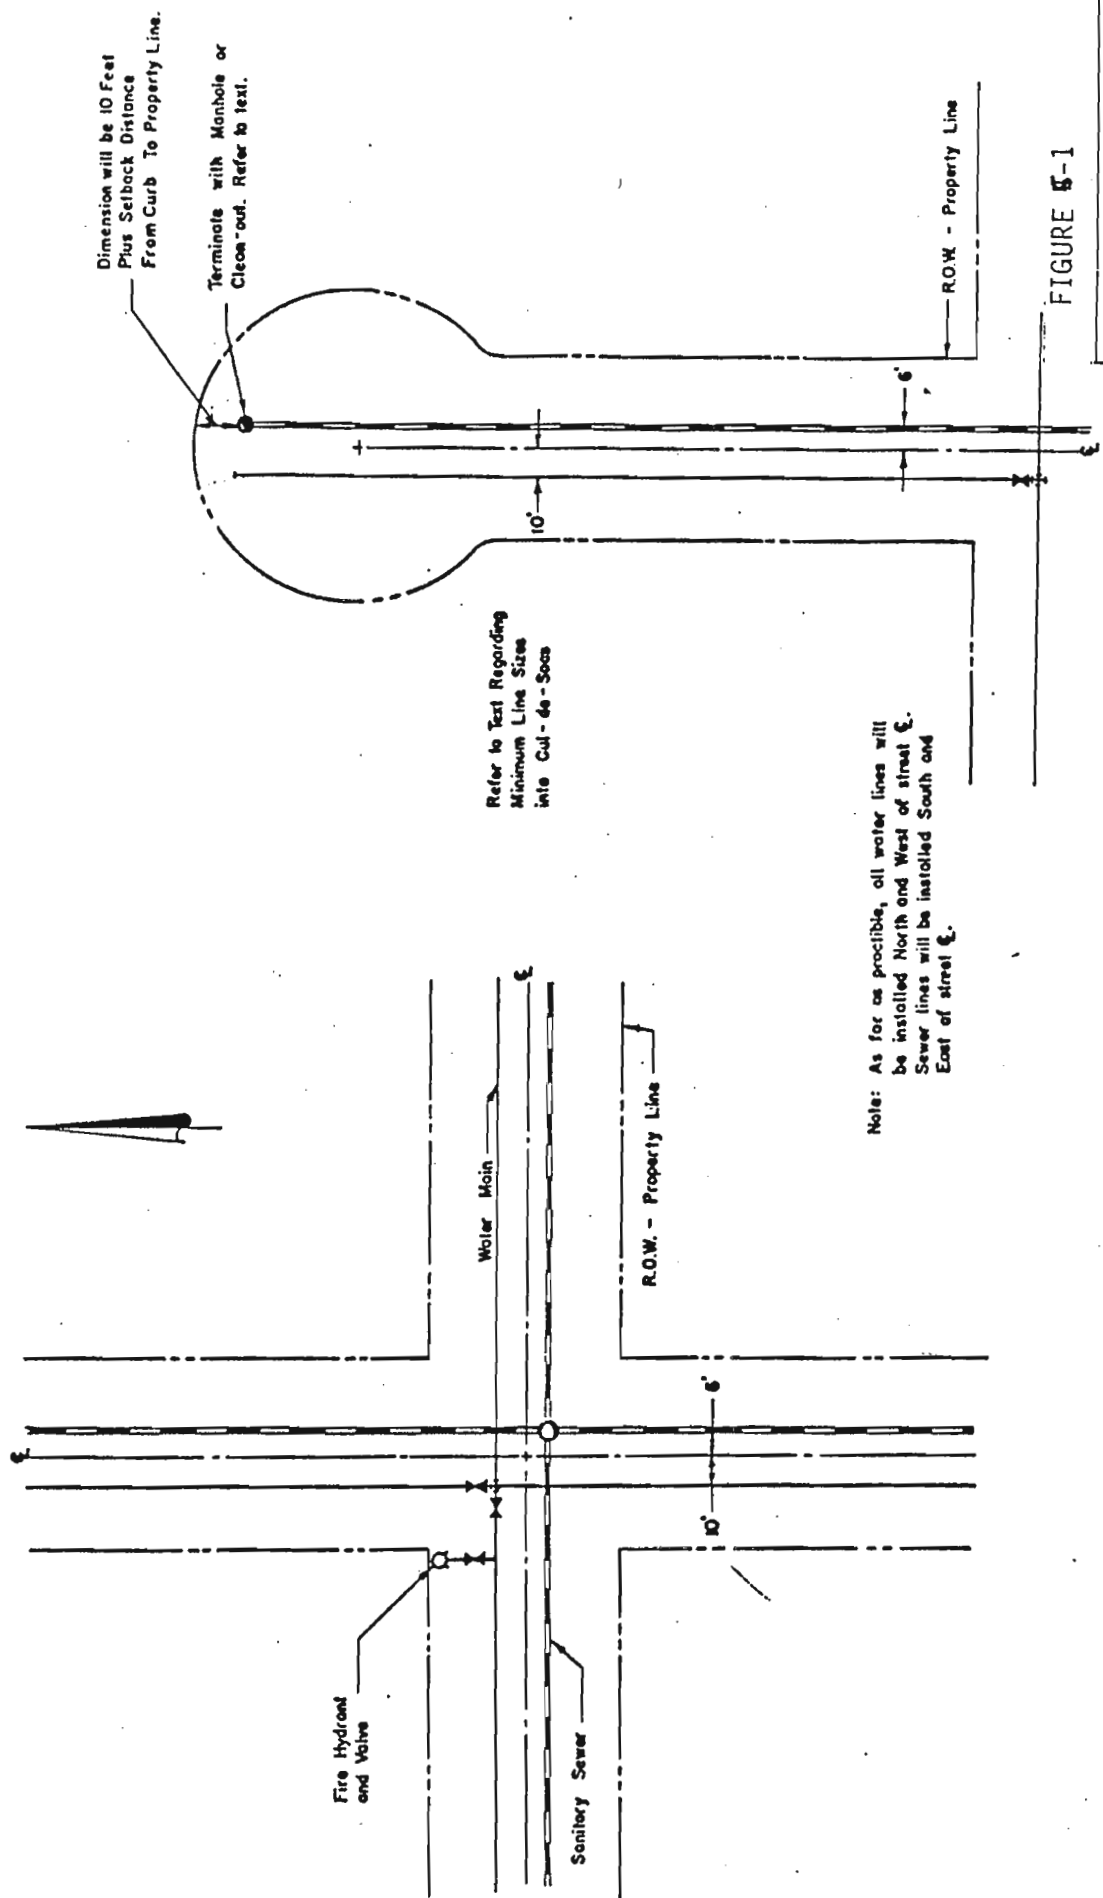 Dimension will be 10 Feet
Plus Setback Distance
From Curb To Property Line.
Terminate with Manhole or
Clean-out. Refer to text.
R.O.W. - Property Line
6'
10'
℄
Refer to Text Regarding
Minimum Line Sizes
into Cul-de-Sacs
℄
Fire Hydrant
and Valve
Water Main
℄
Sanitary Sewer
R.O.W. - Property Line
10'
6'
Note: As far as practible, all water lines will
be installed North and West of street ℄.
Sewer lines will be installed South and
East of street ℄.
FIGURE -1